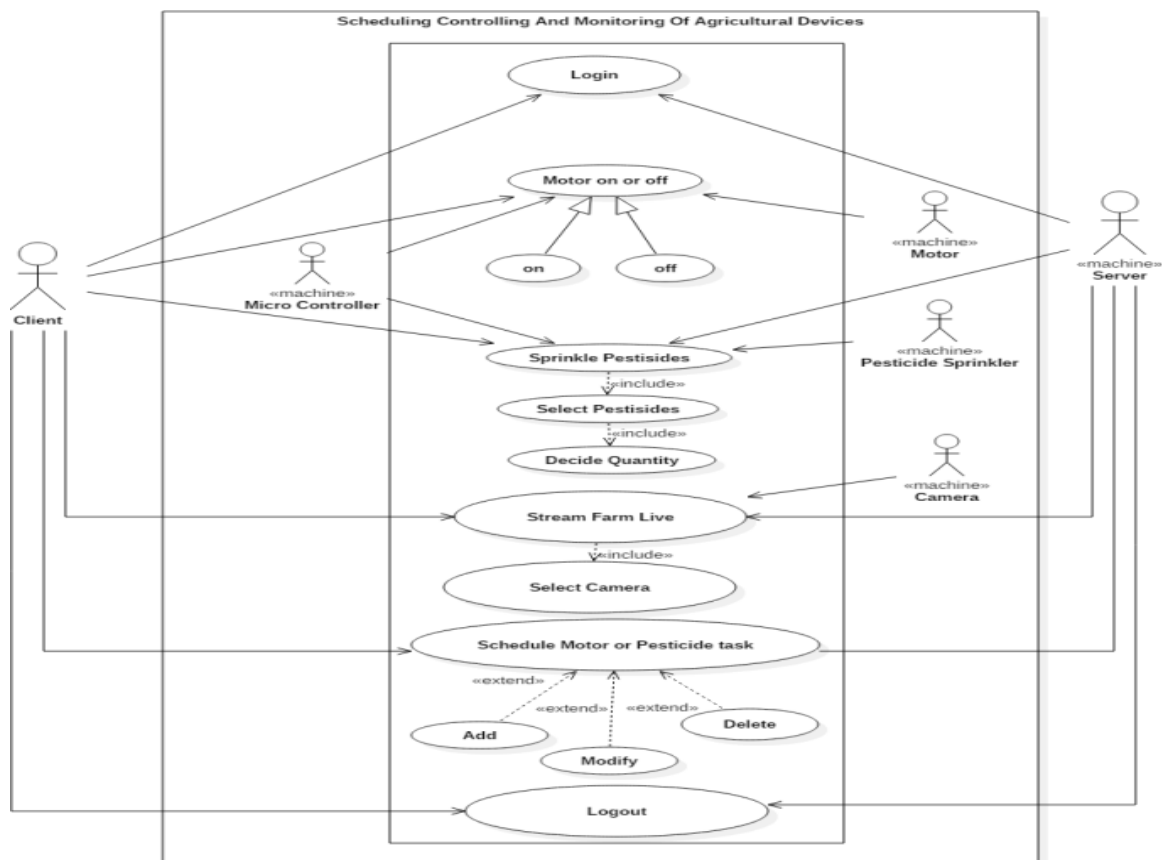 Scheduling Controlling And Monitoring Of Agricultural Devices
Login
Motor on or off
on
off
«machine»
Motor
«machine»
Server
«machine»
Micro Controller
Client
Sprinkle Pestisides
«machine»
Pesticide Sprinkler
«include»
Select Pestisides
«include»
Decide Quantity
«machine»
Camera
Stream Farm Live
«include»
Select Camera
Schedule Motor or Pesticide task
«extend»
«extend»
«extend»
Add
Delete
Modify
Logout